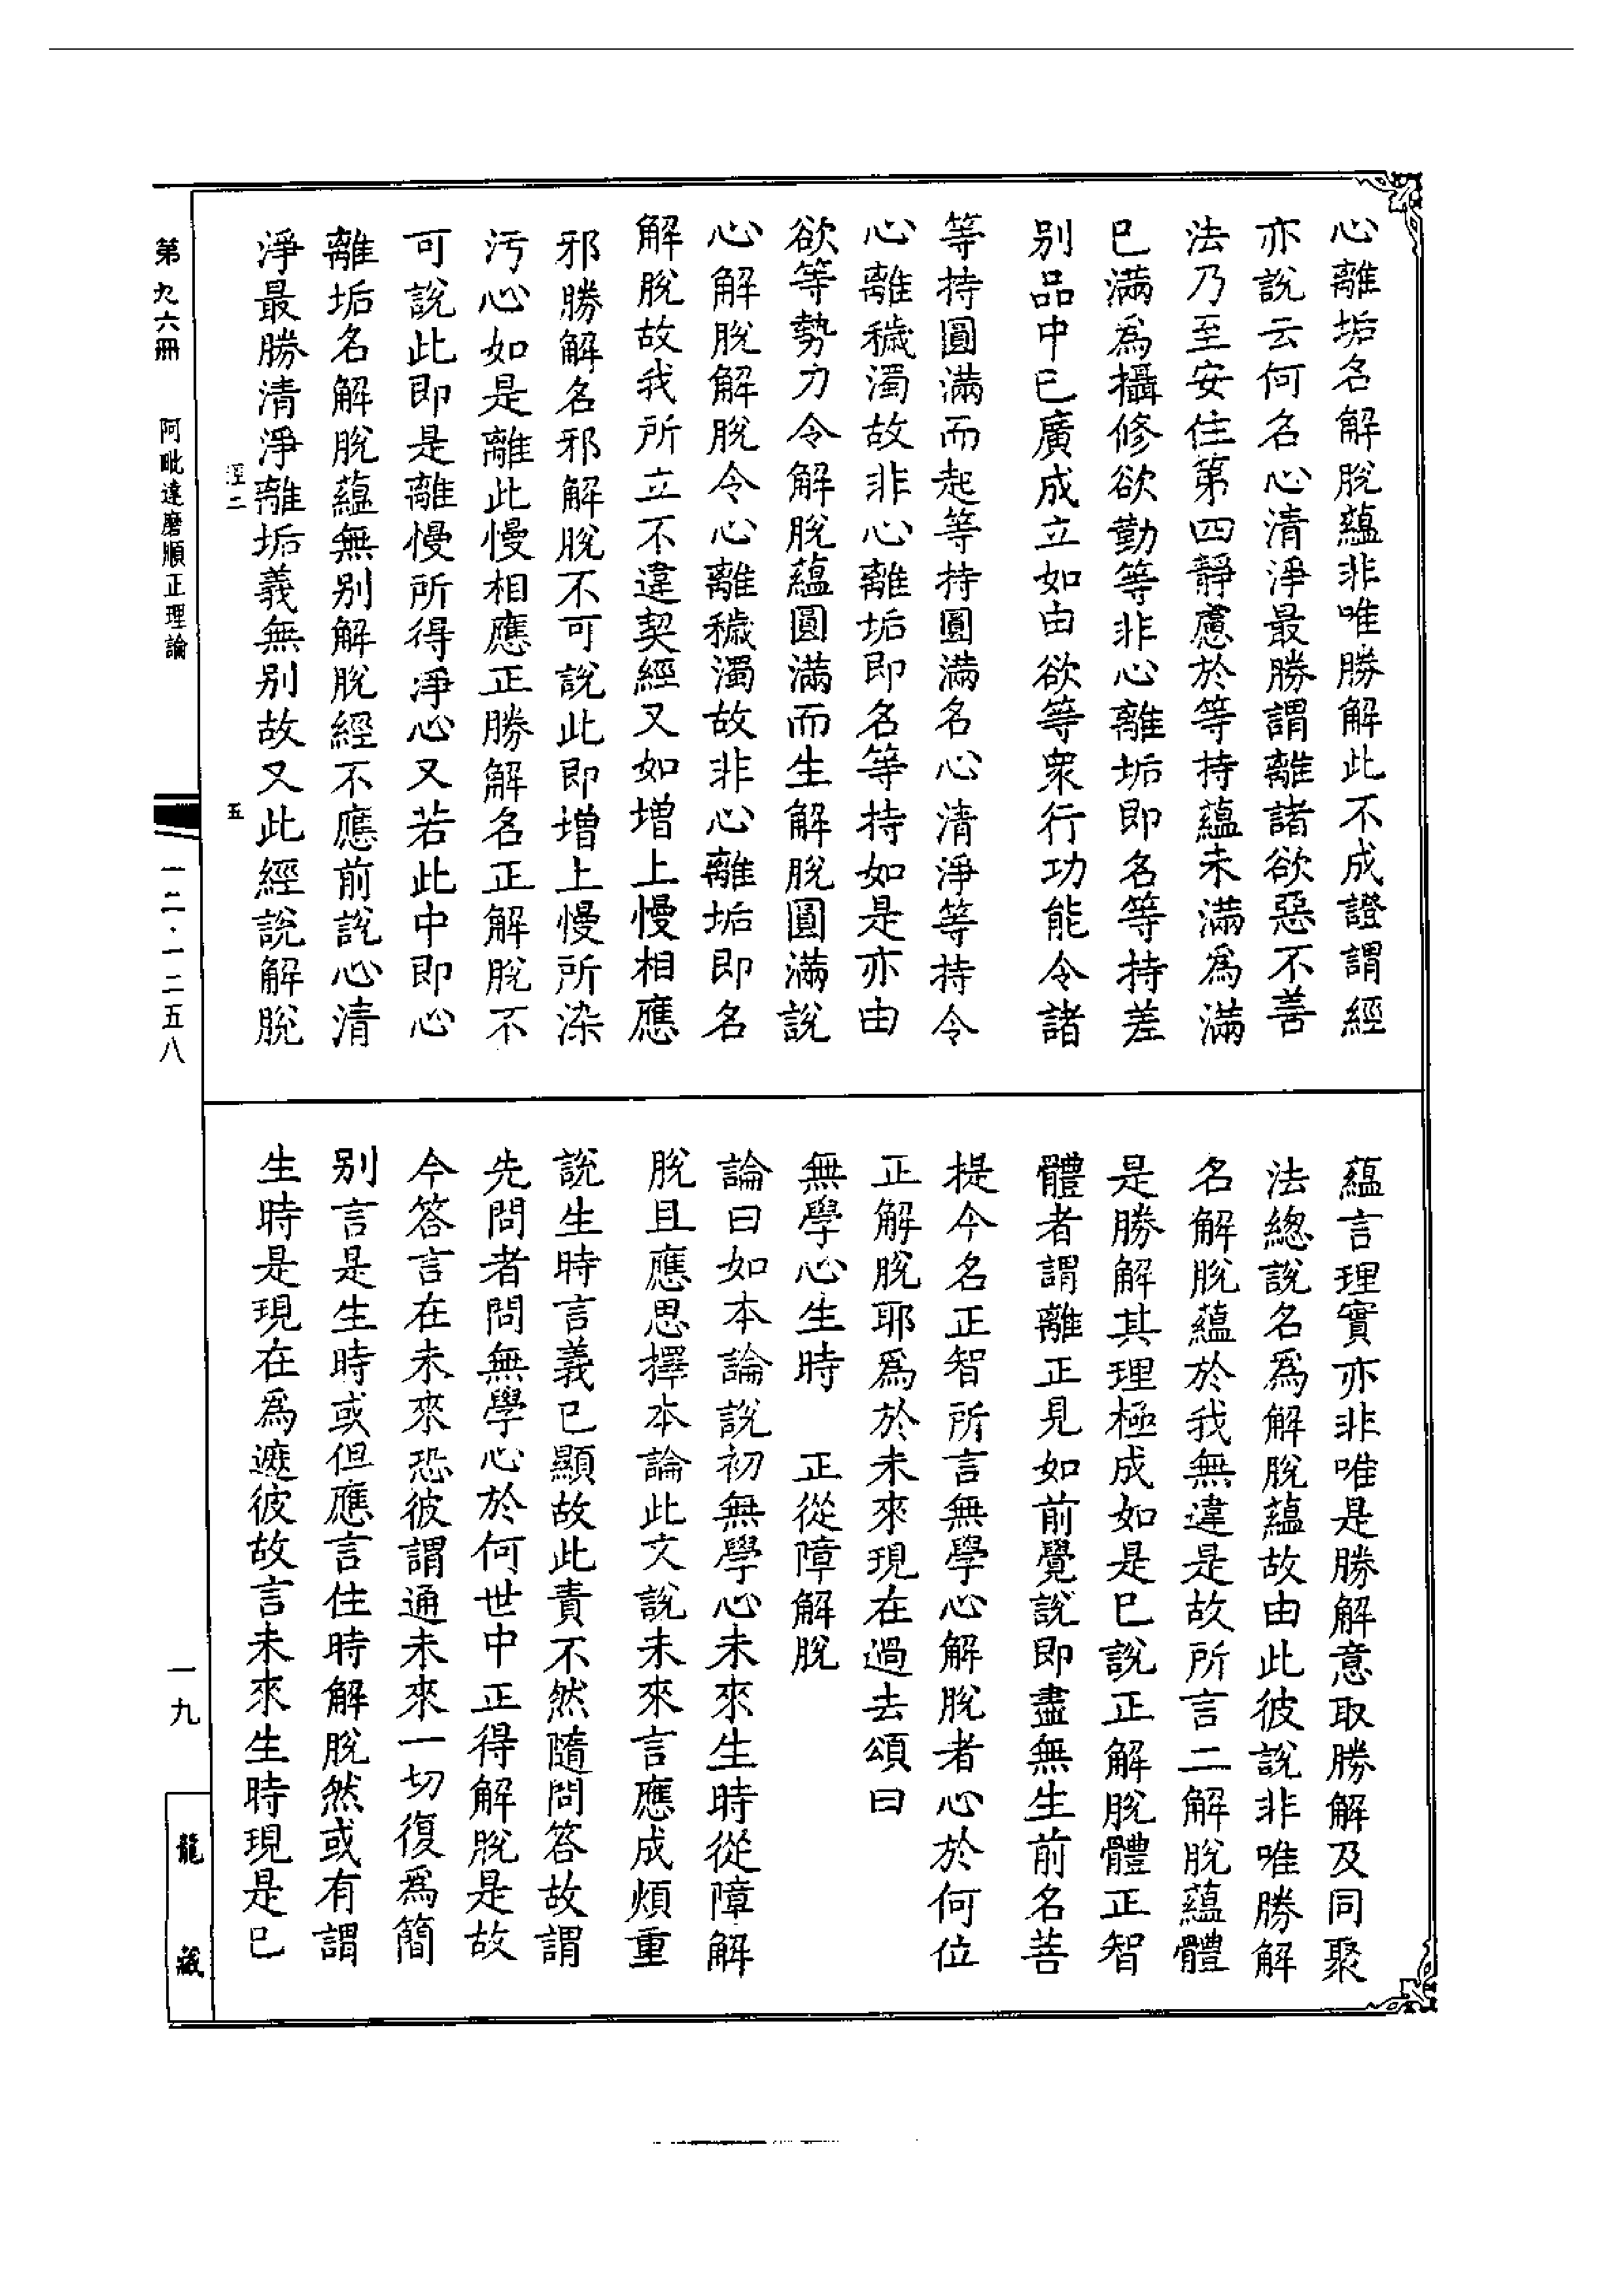 心離垢名解脫蘊非唯勝解此不成證謂經
亦說云何名心清淨最勝謂離諸欲惡不善
法乃至安住第四靜慮於等持蘊未滿爲滿
已滿爲攝修欲勤等非心離垢即名等持差
别品中已廣成立如由欲等衆行功能令諸
等持圓滿而起等持圓滿名心清淨等持令
心離穢濁故非心離垢即名等持如是亦由
欲等勢力令解脫蘊圓滿而生解脫圓滿說
心解脫解脫令心離穢濁故非心離垢即名
解脫故我所立不違契經又如增上慢相應
邪勝解名邪解脫不可說此即增上慢所染
污心如是離此慢相應正勝解名正解脫不
可說此即是離慢所得淨心又若此中即心
離垢名解脫蘊無别解脫經不應前說心清
淨最勝清淨離垢義無别故又此經說解脫
蘊言理實亦非唯是勝解意取勝解及同聚
法總說名爲解脫蘊故由此彼說非唯勝解
名解脫蘊於我無違是故所言二解脫蘊體
是勝解其理極成如是已說正解脫體正智
體者謂離正見如前覺說即盡無生前名菩
提今名正智所言無學心解脫者心於何位
正解脫耶爲於未來現在過去頌曰
無學心生時　正從障解脫
論曰如本論說初無學心未來生時從障解
脫且應思擇本論此文說未來言應成煩重
說生時言義已顯故此責不然隨問答故謂
先問者問無學心於何世中正得解脫是故
今答言在未來恐彼謂通未來一切復爲簡
别言是生時或但應言住時解脫然或有謂
生時是現在爲遮彼故言未來生時現是已
第九六冊　阿毗達磨順正理論
二
五
一二·一二五八
一九
龍藏